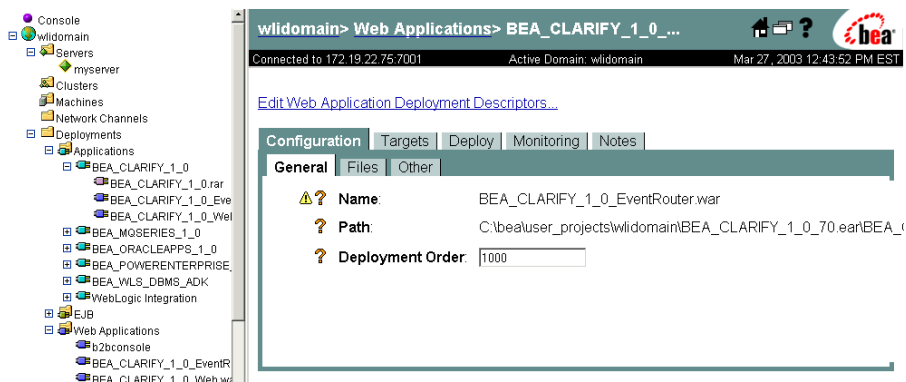 Console
wlidomain
Servers
myserver
Clusters
Machines
Network Channels
Deployments
Applications
BEA_CLARIFY_1_0
BEA_CLARIFY_1_0.rar
BEA_CLARIFY_1_0_Eve
BEA_CLARIFY_1_0_Wel
BEA_MQSERIES_1_0
BEA_ORACLEAPPS_1_0
BEA_POWERENTERPRISE_
BEA_WLS_DBMS_ADK
WebLogic Integration
EJB
Web Applications
b2bconsole
BEA_CLARIFY_1_0_EventR
BEA_CLARIFY_1_0_Web.wa
wlidomain> Web Applications> BEA_CLARIFY_1_0_...
? bea
Connected to 172.19.22.75:7001 Active Domain: wlidomain Mar 27, 2003 12:43:52 PM EST
Edit Web Application Deployment Descriptors...
Configuration Targets Deploy Monitoring Notes
General Files Other
? Name: BEA_CLARIFY_1_0_EventRouter.war
? Path: C:\bea\user_projects\wlidomain\BEA_CLARIFY_1_0_70.ear\BEA_
? Deployment Order: 1000